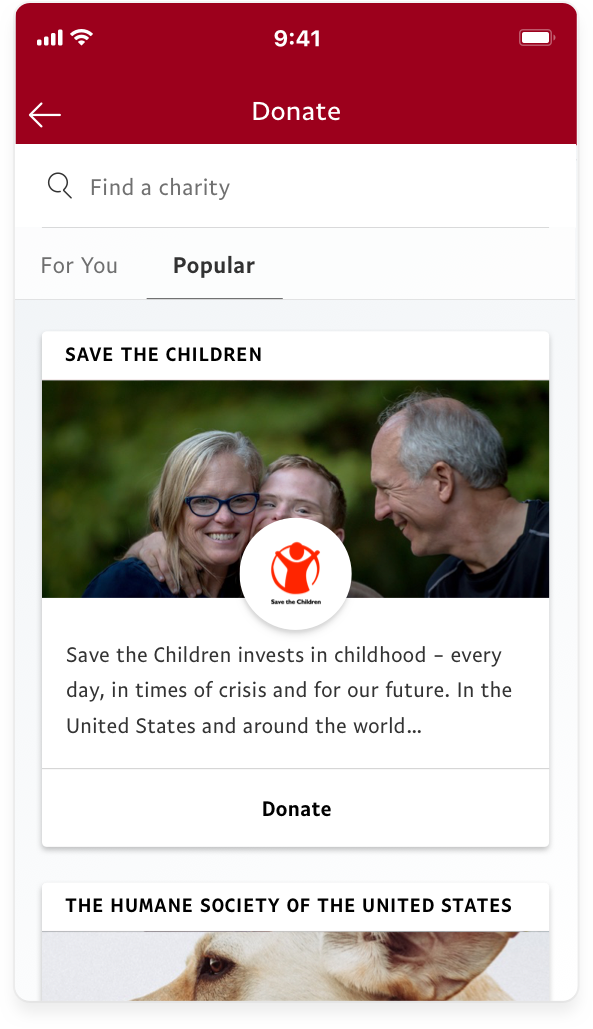 9:41
Donate
Find a charity
For You
Popular
SAVE THE CHILDREN
Save the Children
Save the Children invests in childhood – every
day, in times of crisis and for our future. In the
United States and around the world...
Donate
THE HUMANE SOCIETY OF THE UNITED STATES